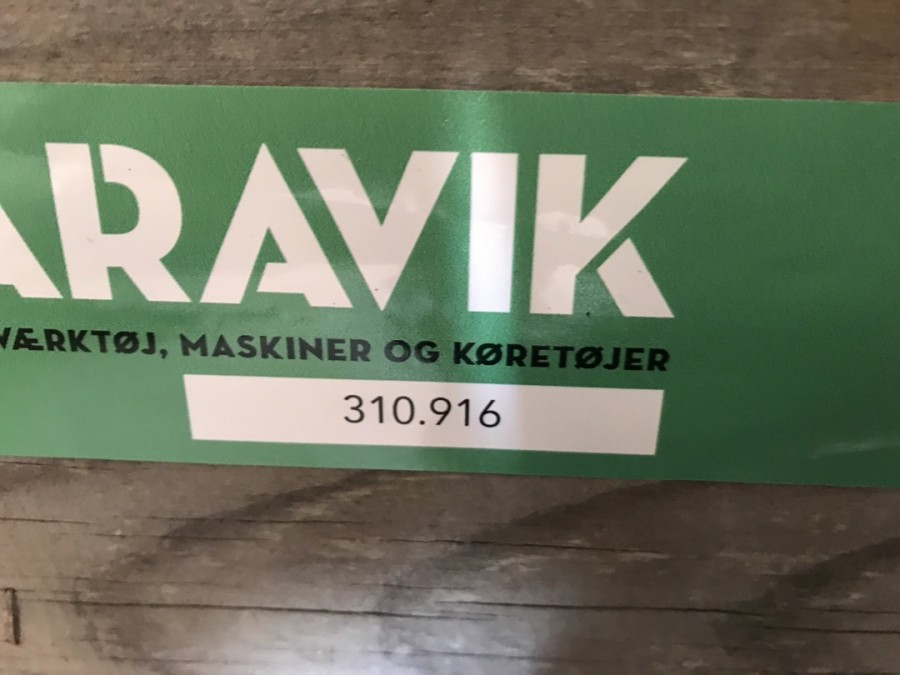 ARAVIK
VÆRKTØJ, MASKINER OG KØRETØJER
310.916